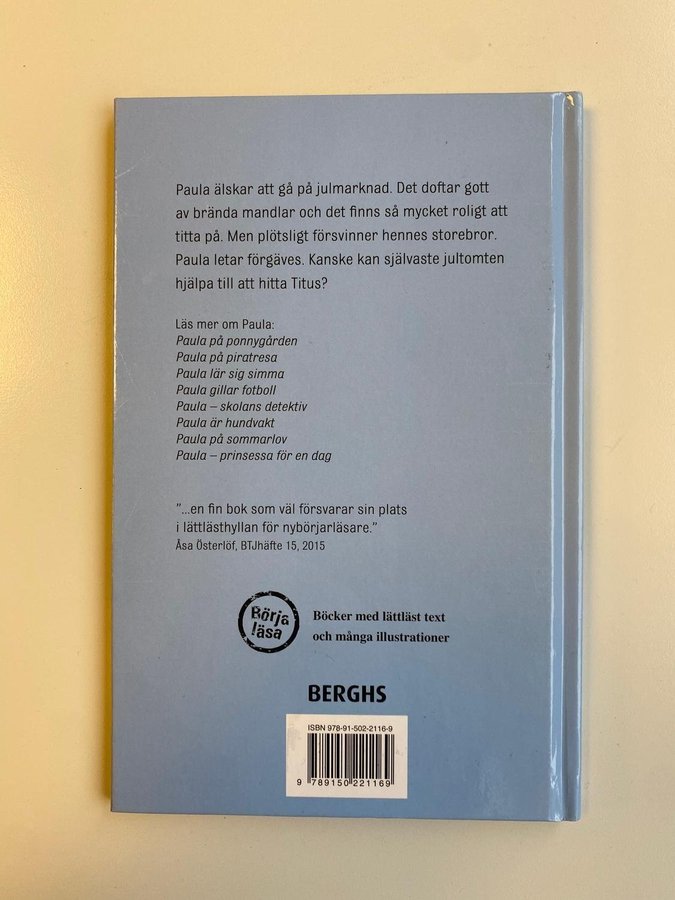 Paula älskar att gå på julmarknad. Det doftar gott
av brända mandlar och det finns så mycket roligt att
titta på. Men plötsligt försvinner hennes storebror.
Paula letar förgäves. Kanske kan självaste jultomten
hjälpa till att hitta Titus?
Läs mer om Paula:
Paula på ponnygården
Paula på piratresa
Paula lär sig simma
Paula gillar fotboll
Paula – skolans detektiv
Paula är hundvakt
Paula på sommarlov
Paula – prinsessa för en dag
”...en fin bok som väl försvarar sin plats
i lättlästhyllan för nybörjarläsare.”
Åsa Österlöf, BTJhäfte 15, 2015
Börja
läsa
Böcker med lättläst text
och många illustrationer
BERGHS
ISBN 978-91-502-2116-9
9 789150 221169